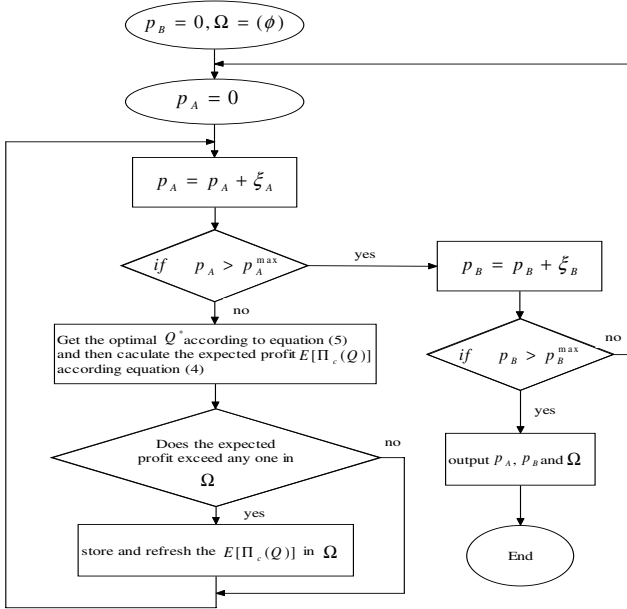 p_B = 0, Ω = (ϕ)
p_A = 0
p_A = p_A + ξ_A
if p_A > p_A^max
yes
p_B = p_B + ξ_B
no
Get the optimal Q* according to equation (5)
and then caculate the expected profit E[Π_c(Q)]
according equation (4)
if p_B > p_B^max
no
yes
Does the expected
profit exceed any one in
Ω
no
output p_A, p_B and Ω
yes
store and refresh the E[Π_c(Q)] in Ω
End